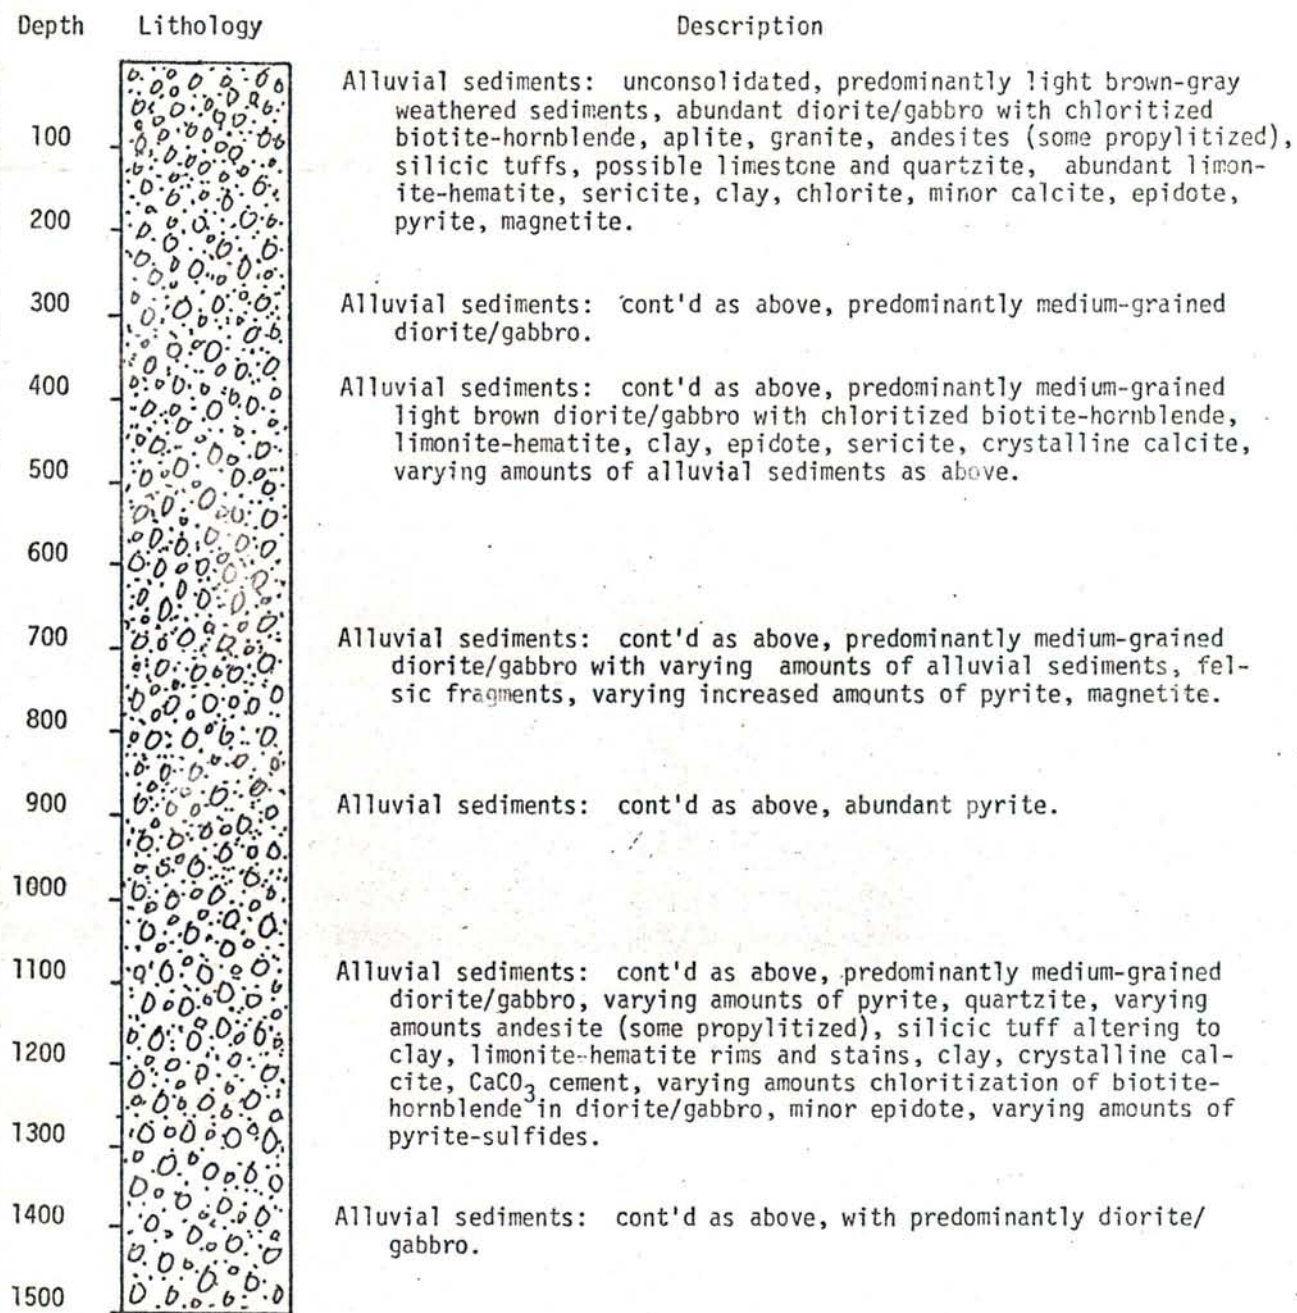 Depth Lithology Description
Alluvial sediments: unconsolidated, predominantly light brown-gray
weathered sediments, abundant diorite/gabbro with chloritized
100 biotite-hornblende, aplite, granite, andesites (some propylitized),
silicic tuffs, possible limestone and quartzite, abundant limon-
ite-hematite, sericite, clay, chlorite, minor calcite, epidote,
200 pyrite, magnetite.
300 Alluvial sediments: cont'd as above, predominantly medium-grained
diorite/gabbro.
400 Alluvial sediments: cont'd as above, predominantly medium-grained
light brown diorite/gabbro with chloritized biotite-hornblende,
limonite-hematite, clay, epidote, sericite, crystalline calcite,
500 varying amounts of alluvial sediments as above.
600
700 Alluvial sediments: cont'd as above, predominantly medium-grained
diorite/gabbro with varying amounts of alluvial sediments, fel-
sic fragments, varying increased amounts of pyrite, magnetite.
800
900 Alluvial sediments: cont'd as above, abundant pyrite.
1000
1100 Alluvial sediments: cont'd as above, predominantly medium-grained
diorite/gabbro, varying amounts of pyrite, quartzite, varying
amounts andesite (some propylitized), silicic tuff altering to
1200 clay, limonite-hematite rims and stains, clay, crystalline cal-
cite, CaCO₃ cement, varying amounts chloritization of biotite-
hornblende in diorite/gabbro, minor epidote, varying amounts of
1300 pyrite-sulfides.
1400 Alluvial sediments: cont'd as above, with predominantly diorite/
gabbro.
1500